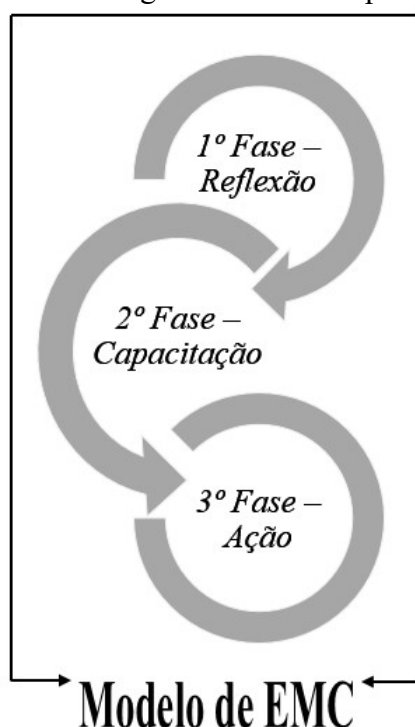 1º Fase –
Reflexão
2º Fase –
Capacitação
3º Fase –
Ação
Modelo de EMC